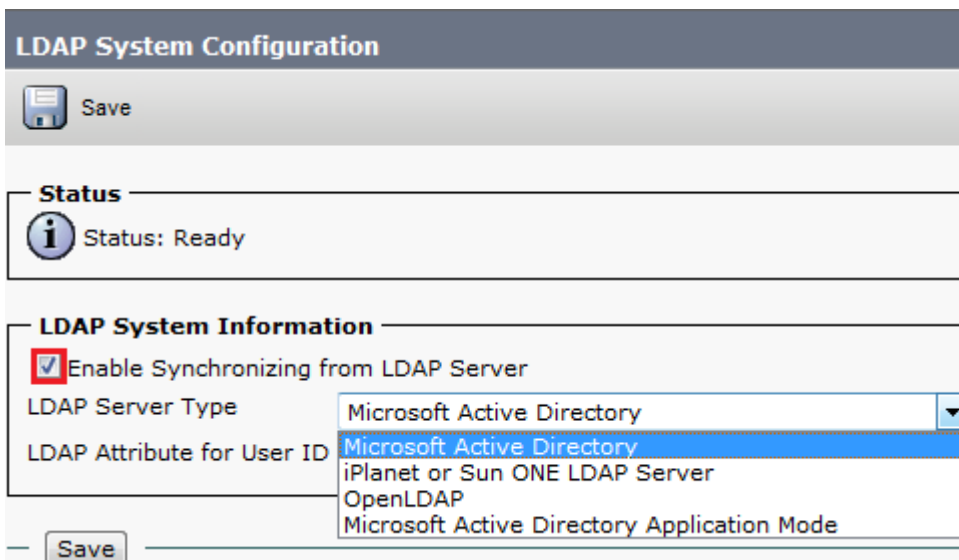 LDAP System Configuration
Save
Status
Status: Ready
LDAP System Information
Enable Synchronizing from LDAP Server
LDAP Server Type
Microsoft Active Directory
LDAP Attribute for User ID
Microsoft Active Directory
iPlanet or Sun ONE LDAP Server
OpenLDAP
Microsoft Active Directory Application Mode
Save